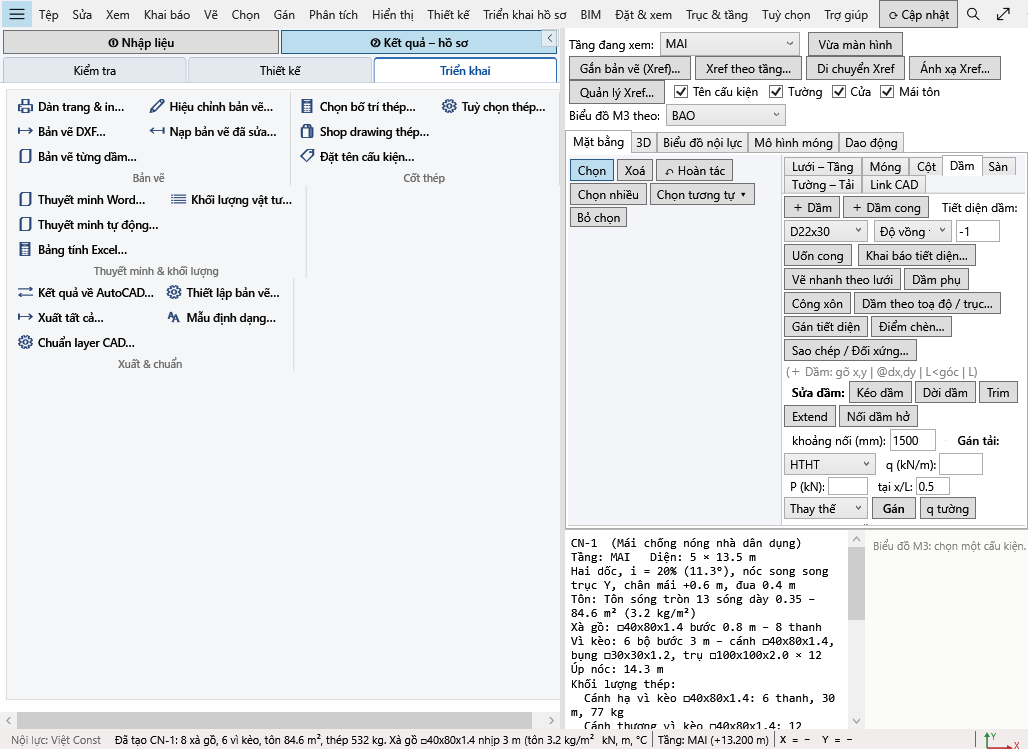 Tệp Sửa Xem Khai báo Vẽ Chọn Gán Phân tích Hiển thị Thiết kế Triển khai hồ sơ BIM Đặt & xem Trục & tầng Tuỳ chọn Trợ giúp ⟳ Cập nhật
① Nhập liệu
② Kết quả – hồ sơ
Kiểm tra
Thiết kế
Triển khai
Dàn trang & in...
Hiệu chỉnh bản vẽ...
Bản vẽ DXF...
Nạp bản vẽ đã sửa...
Bản vẽ từng dầm...
Bản vẽ
Chọn bố trí thép...
Tuỳ chọn thép...
Shop drawing thép...
Đặt tên cấu kiện...
Cốt thép
Thuyết minh Word...
Khối lượng vật tư...
Thuyết minh tự động...
Bảng tính Excel...
Thuyết minh & khối lượng
Kết quả về AutoCAD...
Thiết lập bản vẽ...
Xuất tất cả...
Mẫu định dạng...
Chuẩn layer CAD...
Xuất & chuẩn
Tầng đang xem: MAI
Vừa màn hình
Gắn bản vẽ (Xref)...
Xref theo tầng...
Di chuyển Xref
Ánh xạ Xref...
Quản lý Xref...
Tên cấu kiện
Tường
Cửa
Mái tôn
Biểu đồ M3 theo: BAO
Mặt bằng
3D
Biểu đồ nội lực
Mô hình móng
Dao động
Chọn
Xoá
Hoàn tác
Chọn nhiều
Chọn tương tự
Bỏ chọn
Lưới – Tầng
Móng
Cột
Dầm
Sàn
Tường – Tải
Link CAD
+ Dầm
+ Dầm cong
Tiết diện dầm:
D22x30
Độ vồng
-1
Uốn cong
Khai báo tiết diện...
Vẽ nhanh theo lưới
Dầm phụ
Công xôn
Dầm theo toạ độ / trục...
Gán tiết diện
Điểm chèn...
Sao chép / Đối xứng...
(+ Dầm: gõ x,y | @dx,dy | L<góc | L)
Sửa dầm:
Kéo dầm
Dời dầm
Trim
Extend
Nối dầm hở
khoảng nối (mm): 1500
Gán tải:
HTHT
q (kN/m):
P (kN):
tại x/L: 0.5
Thay thế
Gán
q tường
CN-1 (Mái chống nóng nhà dân dụng)
Tầng: MAI Diện: 5 × 13.5 m
Hai dốc, i = 20% (11.3°), nóc song song
trục Y, chân mái +0.6 m, đua 0.4 m
Tôn: Tôn sóng tròn 13 sóng dày 0.35 –
84.6 m² (3.2 kg/m²)
Xà gồ: □40x80x1.4 bước 0.8 m – 8 thanh
Vì kèo: 6 bộ bước 3 m – cánh □40x80x1.4,
bụng □30x30x1.2, trụ □100x100x2.0 × 12
Úp nóc: 14.3 m
Khối lượng thép:
Cánh hạ vì kèo □40x80x1.4: 6 thanh, 30
m, 77 kg
Cánh thượng vì kèo □40x80x1.4: 12
Biểu đồ M3: chọn một cấu kiện.
Nội lực: Việt Const
Đã tạo CN-1: 8 xà gồ, 6 vì kèo, tôn 84.6 m², thép 532 kg. Xà gồ □40x80x1.4 nhịp 3 m (tôn 3.2 kg/m²
kN, m, °C
Tầng: MAI (+13.200 m)
X = – Y = –
Y
X